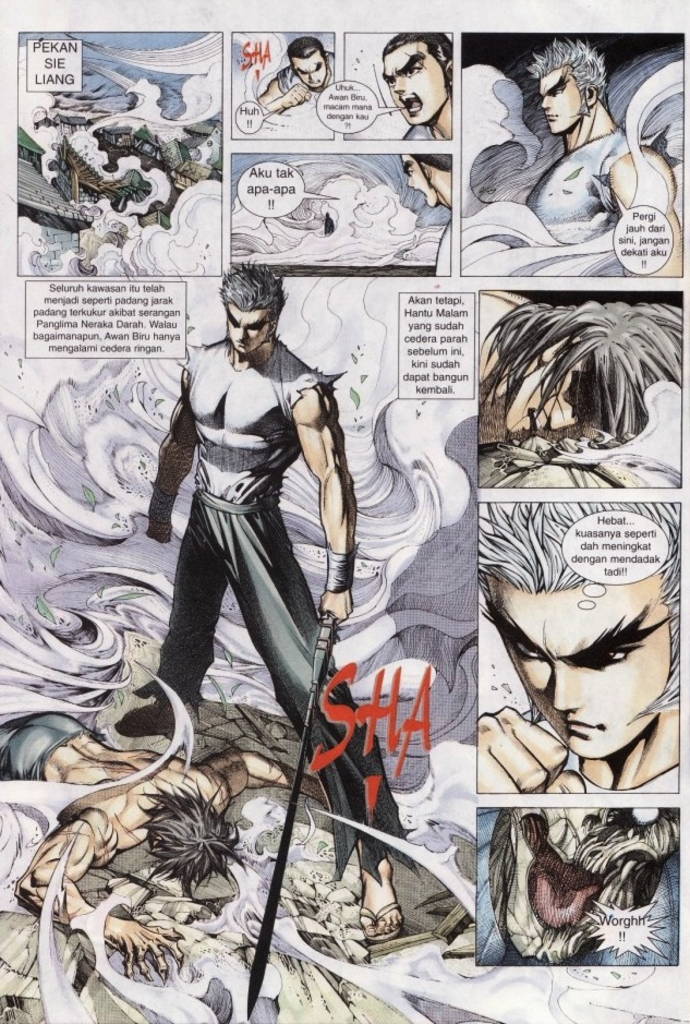 PEKAN
SIE
LIANG
SHA
!
Huh
!!
Uhuk...
Awan Biru,
macam mana
dengan kau
?!
Aku tak
apa-apa
!!
Pergi
jauh dari
sini, jangan
dekati aku
!!
Seluruh kawasan itu telah
menjadi seperti padang jarak
padang terkukur akibat serangan
Panglima Neraka Darah. Walau
bagaimanapun, Awan Biru hanya
mengalami cedera ringan.
Akan tetapi,
Hantu Malam
yang sudah
cedera parah
sebelum ini,
kini sudah
dapat bangun
kembali.
Hebat...
kuasanya seperti
dah meningkat
dengan mendadak
tadi!!
SHA
!
Worghh
!!